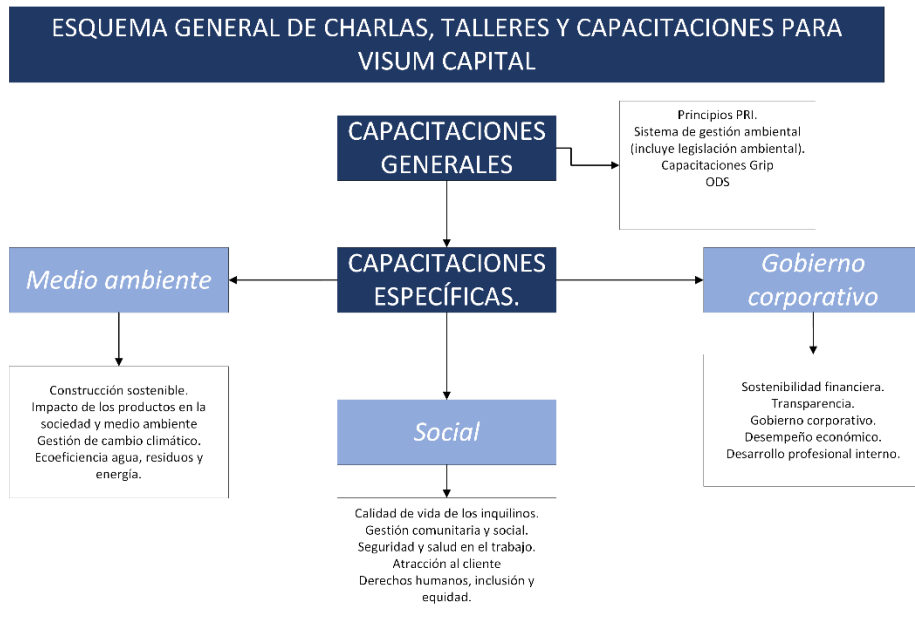 ESQUEMA GENERAL DE CHARLAS, TALLERES Y CAPACITACIONES PARA
VISUM CAPITAL
CAPACITACIONES
GENERALES
Principios PRI.
Sistema de gestión ambiental
(incluye legislación ambiental).
Capacitaciones Grip
ODS
Medio ambiente
CAPACITACIONES
ESPECÍFICAS.
Gobierno
corporativo
Construcción sostenible.
Impacto de los productos en la
sociedad y medio ambiente
Gestión de cambio climático.
Ecoeficiencia agua, residuos y
energía.
Social
Sostenibilidad financiera.
Transparencia.
Gobierno corporativo.
Desempeño económico.
Desarrollo profesional interno.
Calidad de vida de los inquilinos.
Gestión comunitaria y social.
Seguridad y salud en el trabajo.
Atracción al cliente
Derechos humanos, inclusión y
equidad.